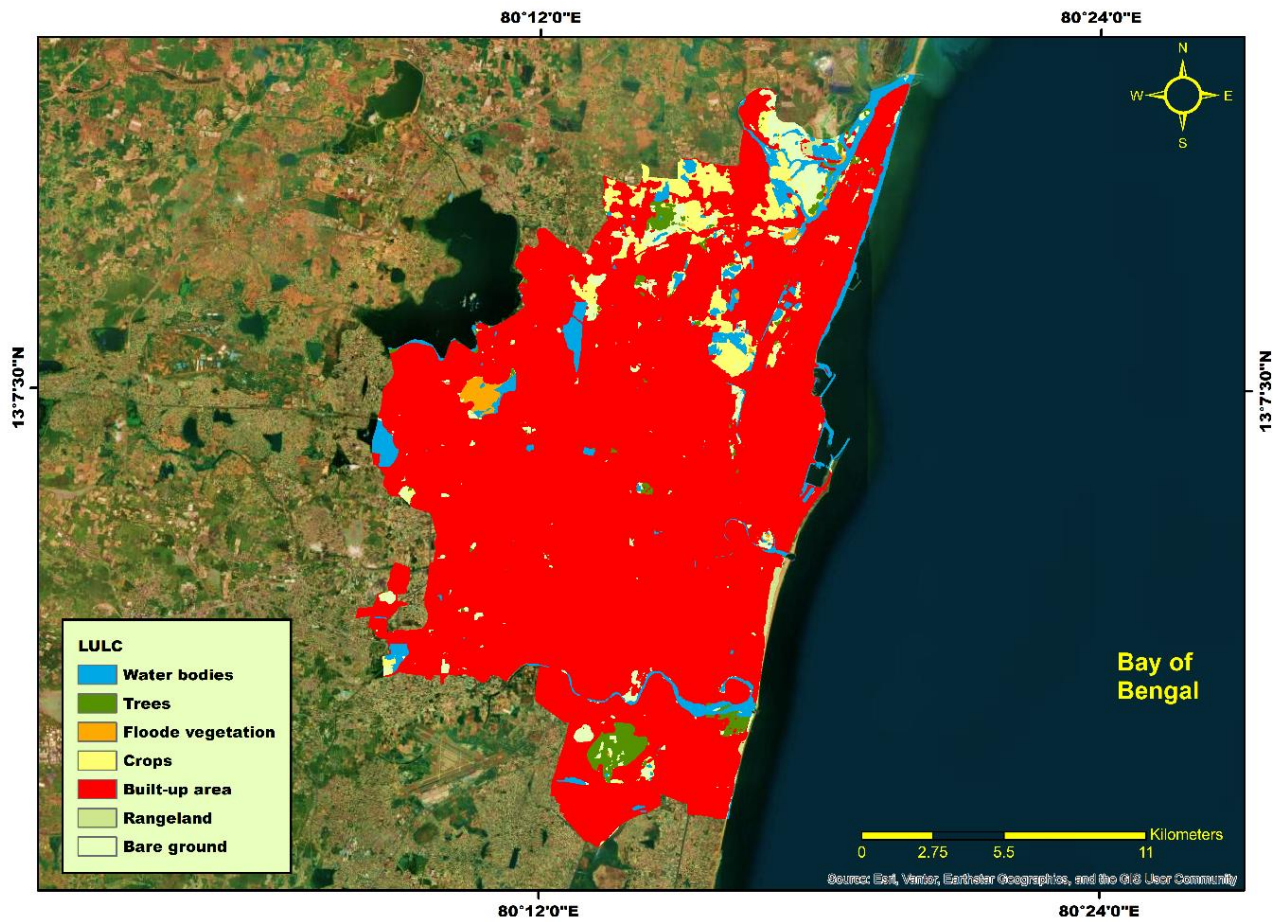 80°12'0"E
80°24'0"E
N
W
E
S
13°7'30"N
13°7'30"N
Bay of
Bengal
LULC
Water bodies
Trees
Floode vegetation
Crops
Built-up area
Rangeland
Bare ground
Kilometers
0
2.75
5.5
11
Source: Esri, Vantor, Earthstar Geographics, and the GIS User Community
80°12'0"E
80°24'0"E